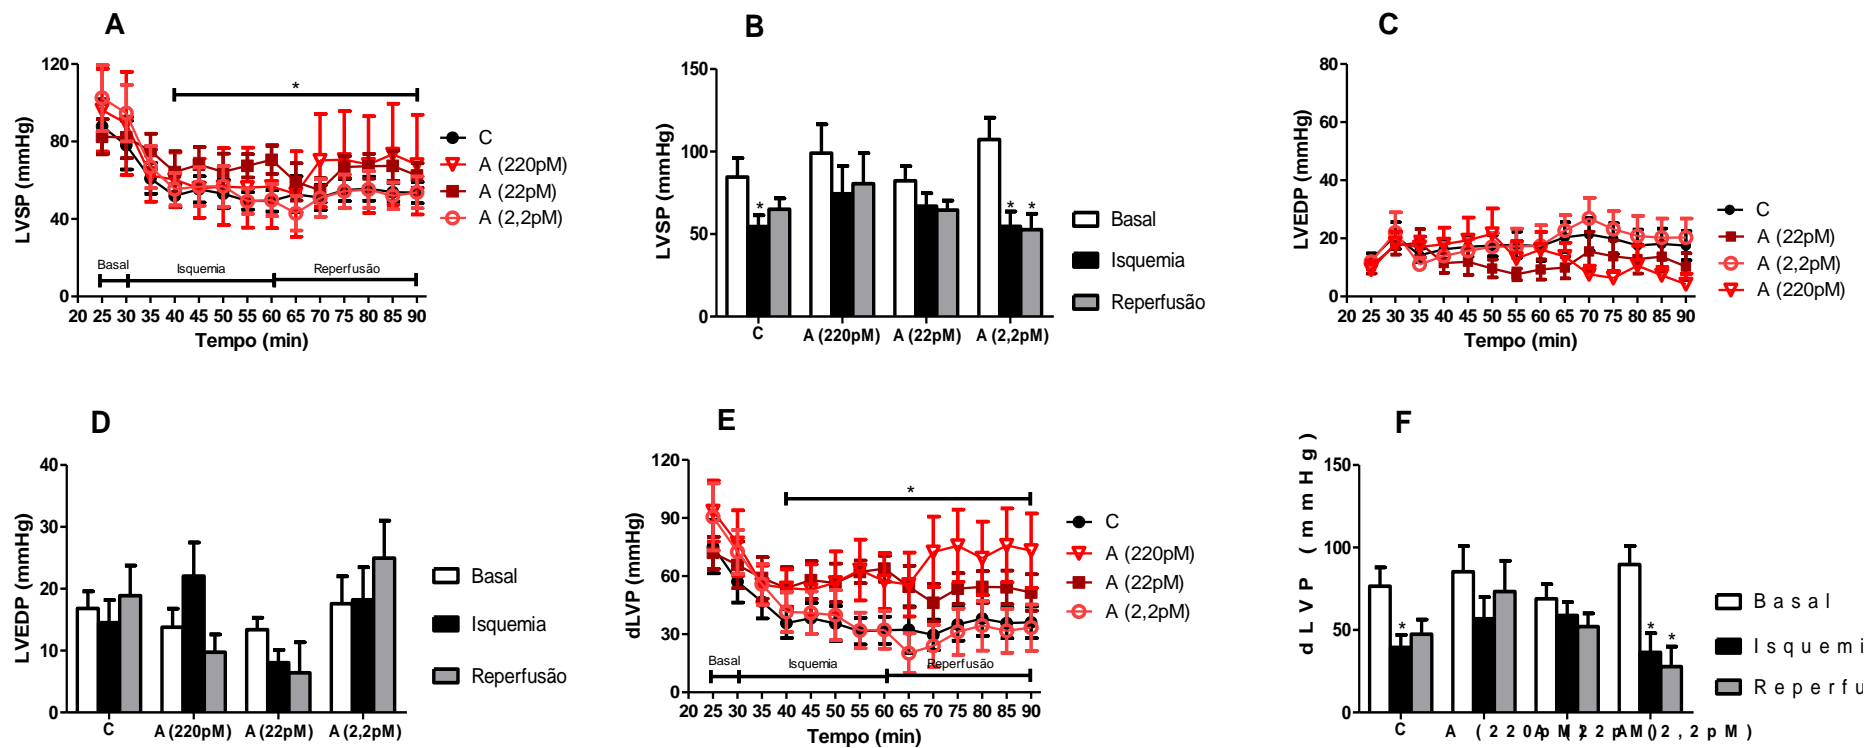 A
LVSP (mmHg)
120
80
40
0
*
Basal
Isquemia
Reperfusão
20 25 30 35 40 45 50 55 60 65 70 75 80 85 90
Tempo (min)
C
A (220pM)
A (22pM)
A (2,2pM)
B
LVSP (mmHg)
150
100
50
0
*
* *
C A (220pM) A (22pM) A (2,2pM)
Basal
Isquemia
Reperfusão
C
LVEDP (mmHg)
80
60
40
20
0
20 25 30 35 40 45 50 55 60 65 70 75 80 85 90
Tempo (min)
C
A (22pM)
A (2,2pM)
A (220pM)
D
LVEDP (mmHg)
40
30
20
10
0
C A (220pM) A (22pM) A (2,2pM)
Basal
Isquemia
Reperfusão
E
dLVP (mmHg)
120
90
60
30
0
*
Basal
Isquemia
Reperfusão
20 25 30 35 40 45 50 55 60 65 70 75 80 85 90
Tempo (min)
C
A (220pM)
A (22pM)
A (2,2pM)
F
dLVP (mmHg)
150
100
50
0
*
* *
C
Basal
Isquemi
Reperfu